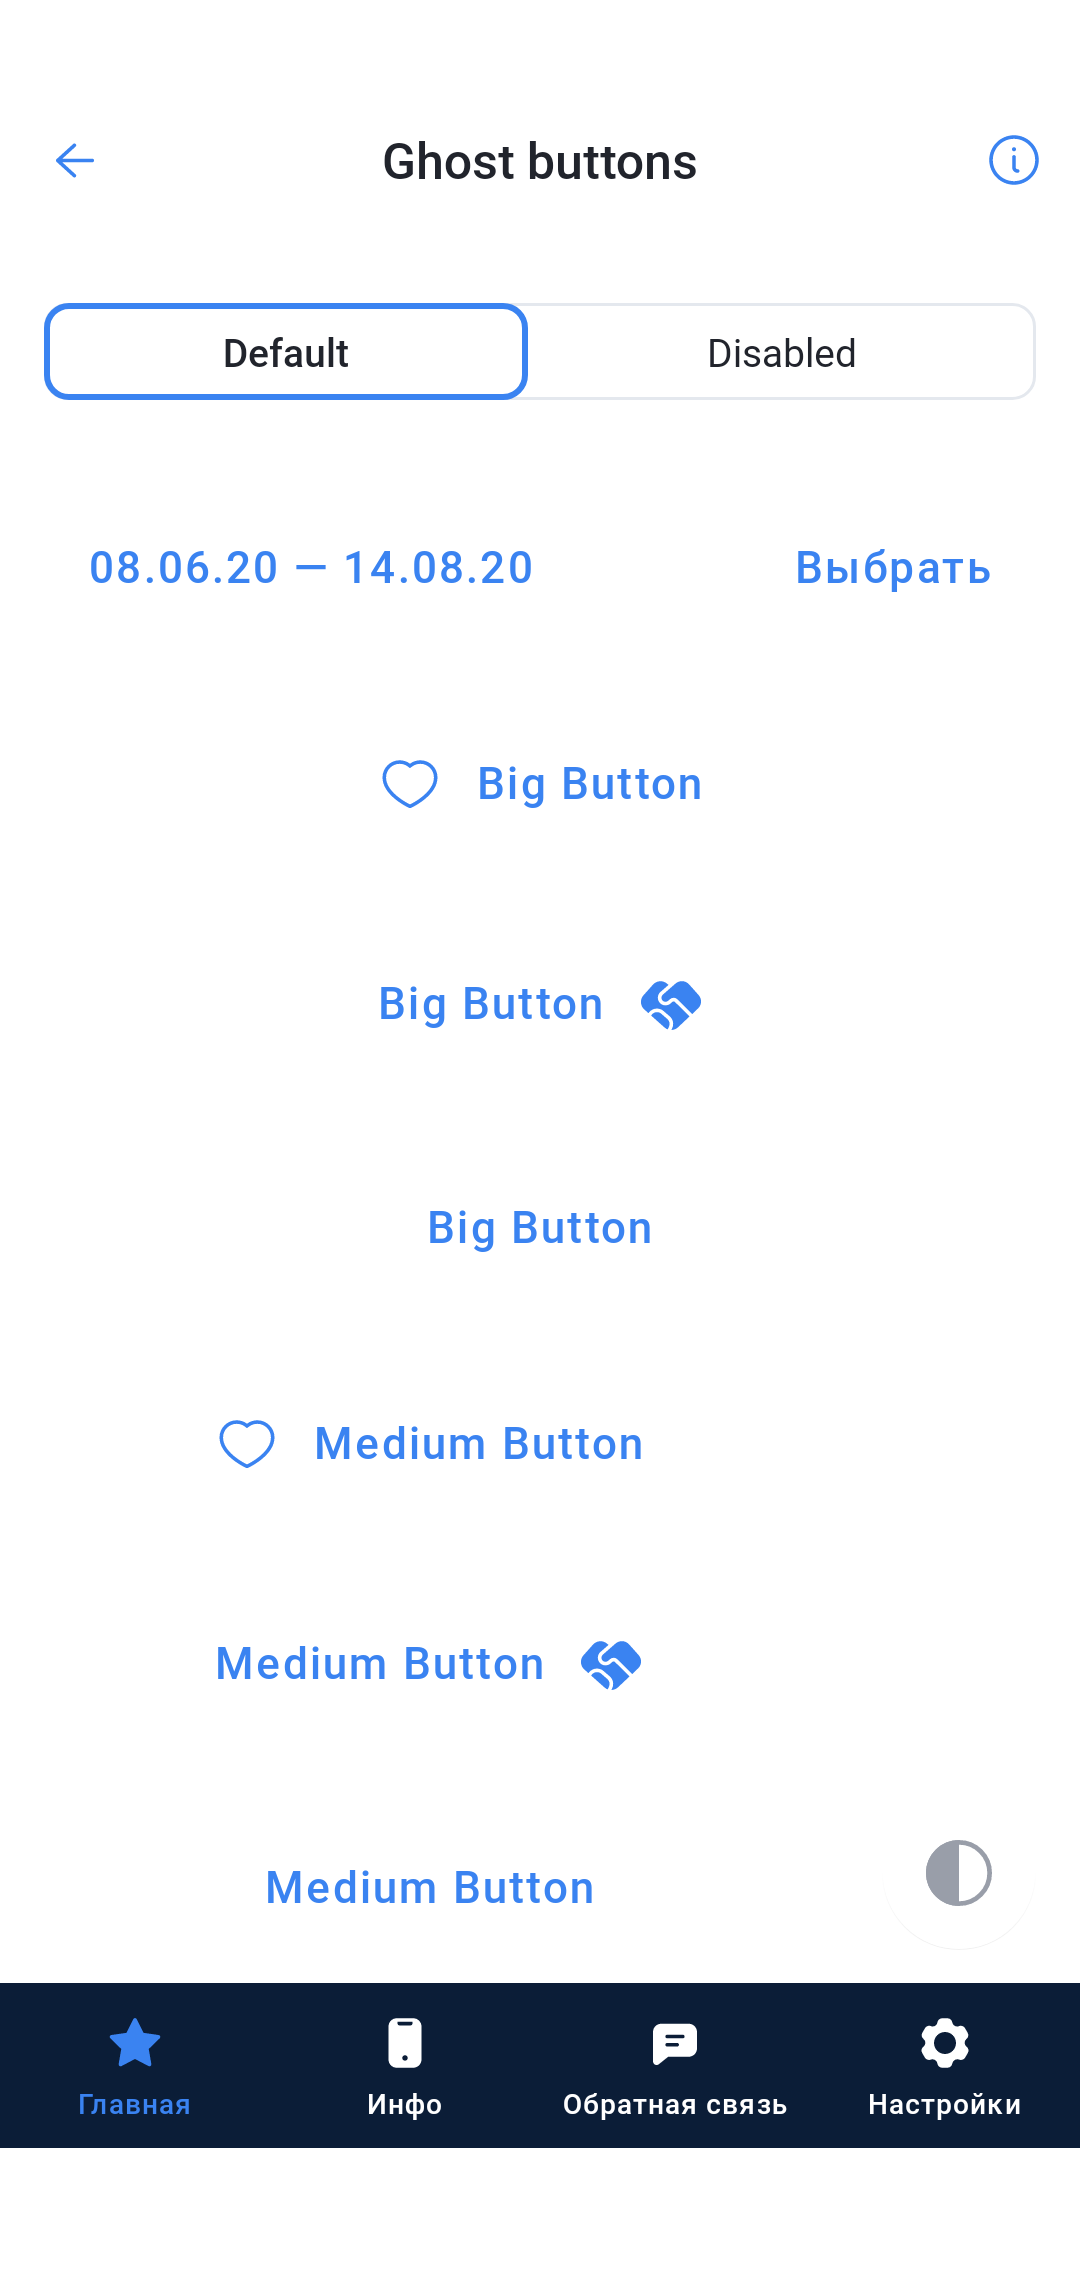 Ghost buttons
Default
Disabled
08.06.20 — 14.08.20
Выбрать
Big Button
Big Button
Big Button
Medium Button
Medium Button
Medium Button
Главная
Инфо
Обратная связь
Настройки